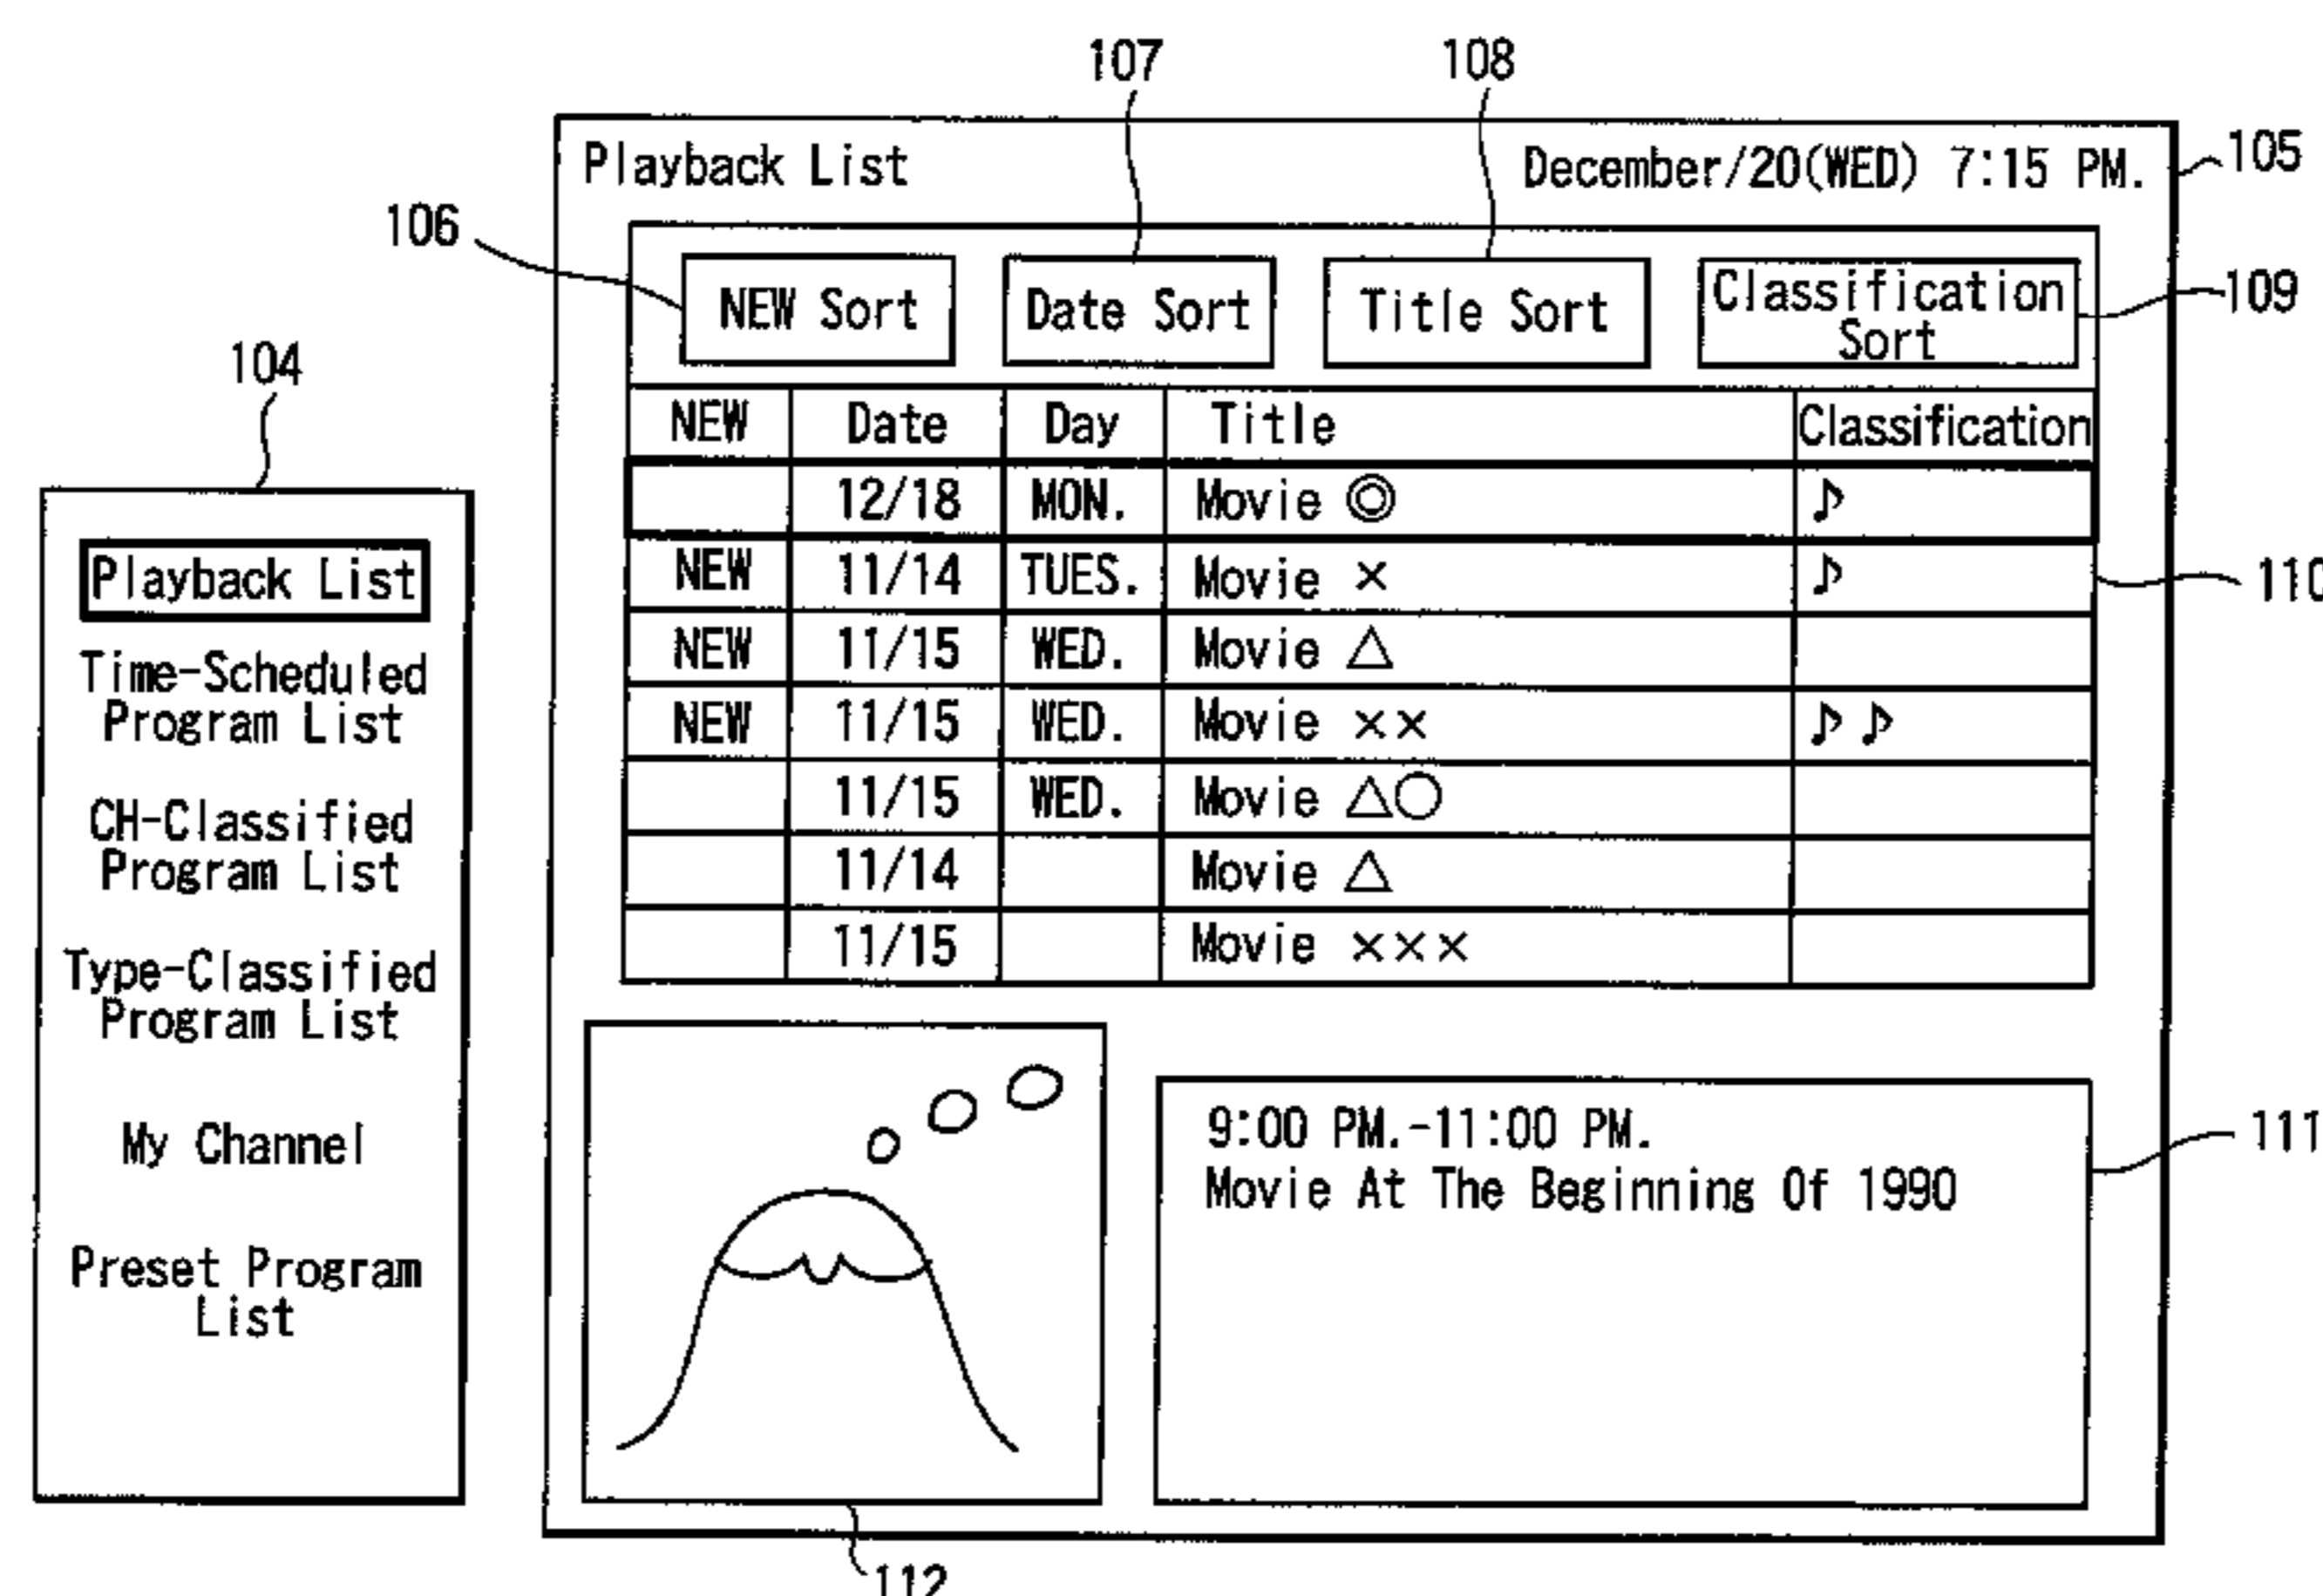 107
108
Playback List
December/20(WED) 7:15 PM.
105
106
NEW Sort
Date Sort
Title Sort
Classification
Sort
109
104
NEW Date Day Title Classification
12/18 MON. Movie ◎ ♪
NEW 11/14 TUES. Movie × ♪
110
NEW 11/15 WED. Movie △
NEW 11/15 WED. Movie ×× ♪♪
11/15 WED. Movie △○
11/14 Movie △
11/15 Movie ×××
Playback List
Time-Scheduled
Program List
CH-Classified
Program List
Type-Classified
Program List
My Channel
Preset Program
List
9:00 PM.-11:00 PM.
Movie At The Beginning Of 1990
111
112